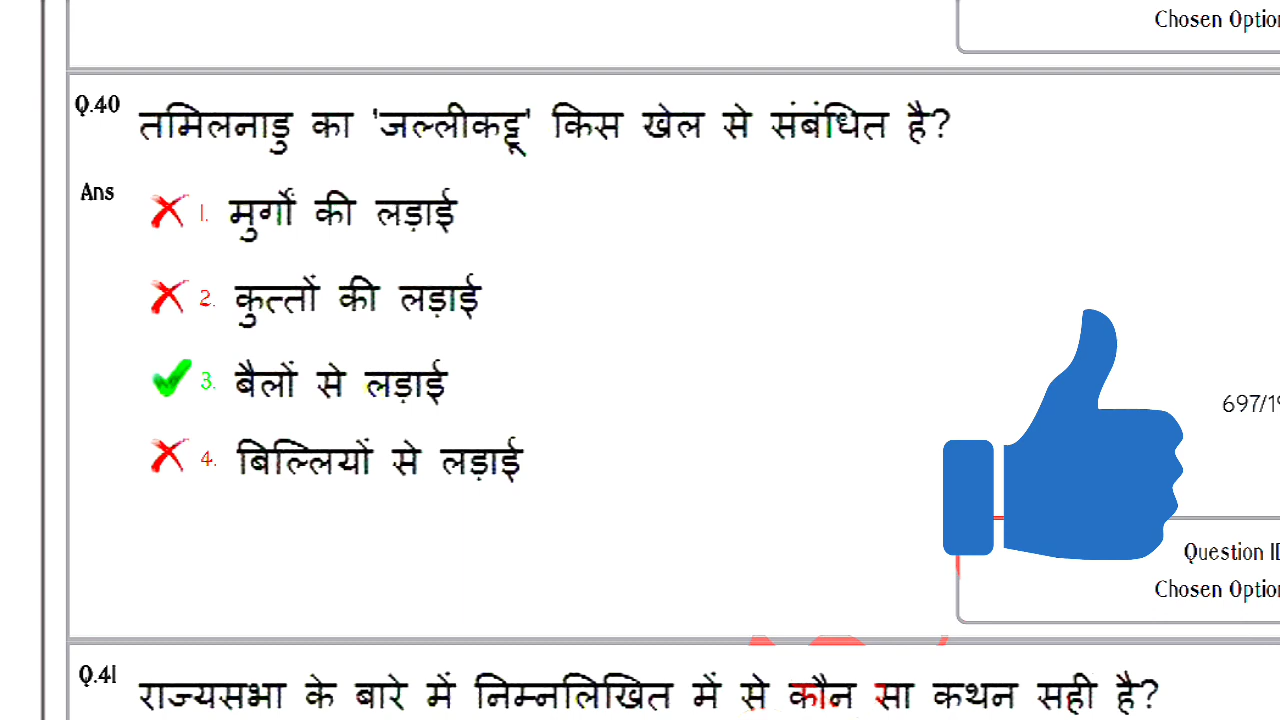 Chosen Option
Q.40 तमिलनाडु का 'जल्लीकट्टू' किस खेल से संबंधित है?
Ans 1. मुर्गों की लड़ाई
2. कुत्तों की लड़ाई
3. बैलों से लड़ाई
697/19
4. बिल्लियों से लड़ाई
Question ID
Chosen Option
Q.41 राज्यसभा के बारे में निम्नलिखित में से कौन सा कथन सही है?